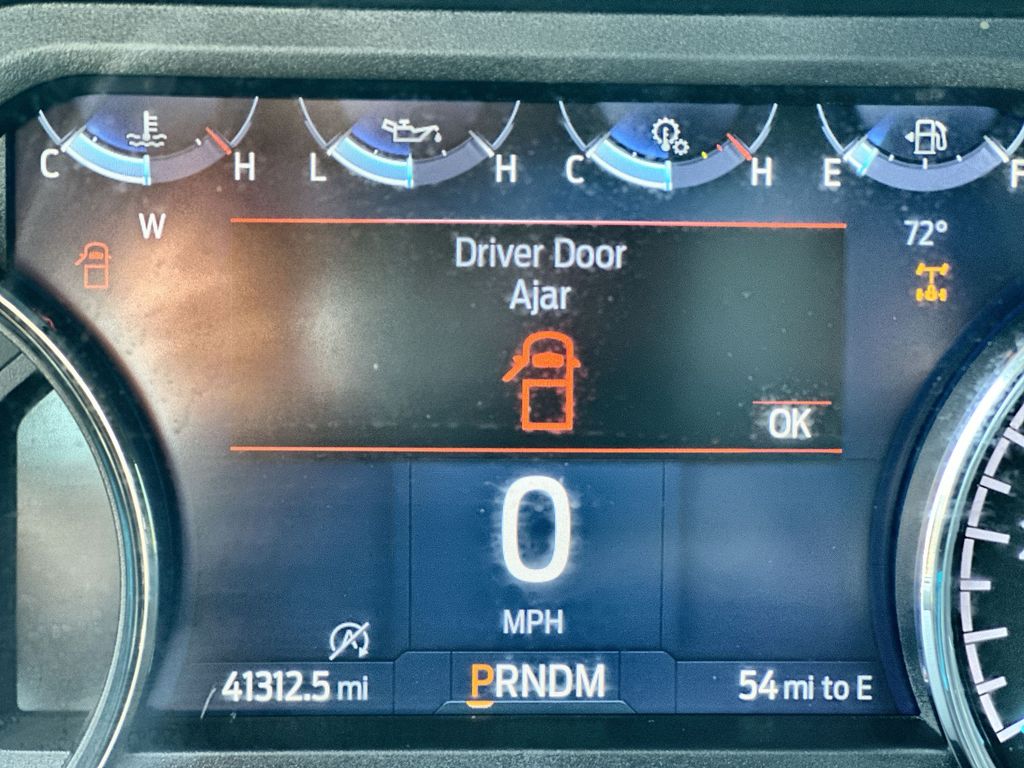 C H L H C H E F
W
72°
Driver Door
Ajar
OK
0
MPH
41312.5 mi
PRNDM
54 mi to E